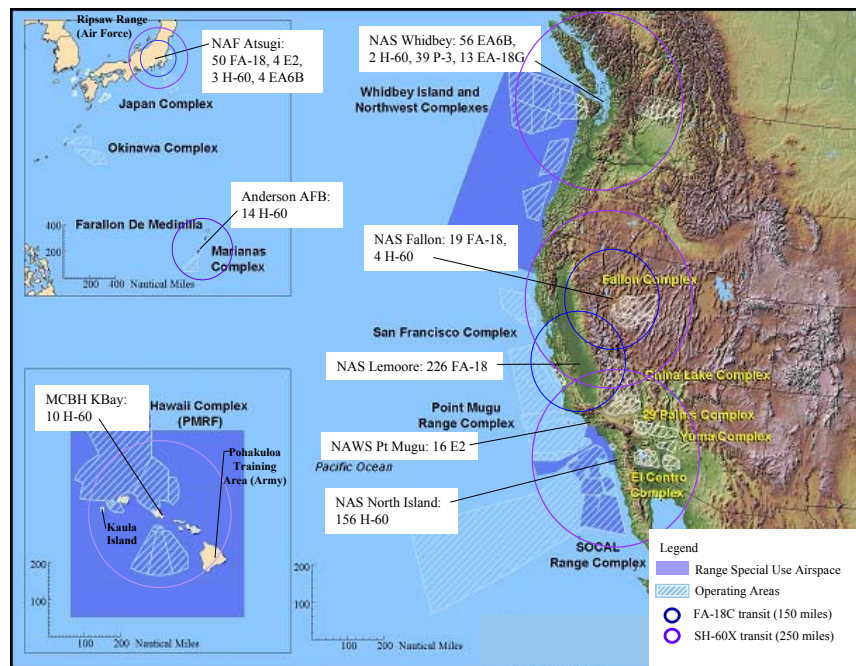 Ripsaw Range
(Air Force)
NAF Atsugi:
50 FA-18, 4 E2,
3 H-60, 4 EA6B
Japan Complex
Okinawa Complex
Anderson AFB:
14 H-60
Farallon De Medinilla
Marianas
Complex
400
200
200 400 Nautical Miles
MCBH KBay:
10 H-60
Hawaii Complex
(PMRF)
Pohakuloa
Training
Area (Army)
Kaula
Island
200
100
100 200 Nautical Miles
NAS Whidbey: 56 EA6B,
2 H-60, 39 P-3, 13 EA-18G
Whidbey Island and
Northwest Complexes
NAS Fallon: 19 FA-18,
4 H-60
Fallon Complex
San Francisco Complex
NAS Lemoore: 226 FA-18
China Lake Complex
Point Mugu
Range Complex
29 Palms Complex
Yuma Complex
NAWS Pt Mugu: 16 E2
Pacific Ocean
El Centro
Complex
NAS North Island:
156 H-60
SOCAL
Range Complex
200
100
100 200 Nautical Miles
Legend
Range Special Use Airspace
Operating Areas
FA-18C transit (150 miles)
SH-60X transit (250 miles)